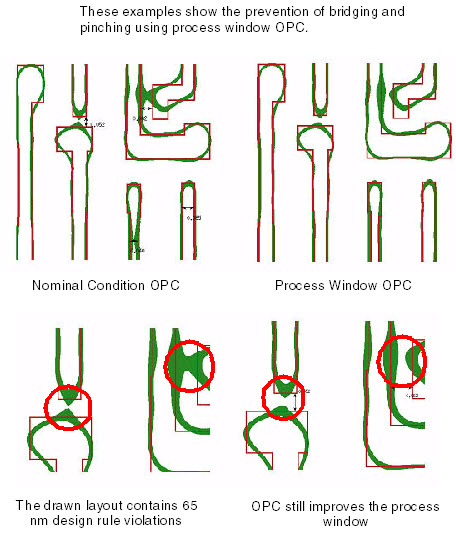 These examples show the prevention of bridging and
pinching using process window OPC.
Nominal Condition OPC
Process Window OPC
The drawn layout contains 65
nm design rule violations
OPC still improves the process
window